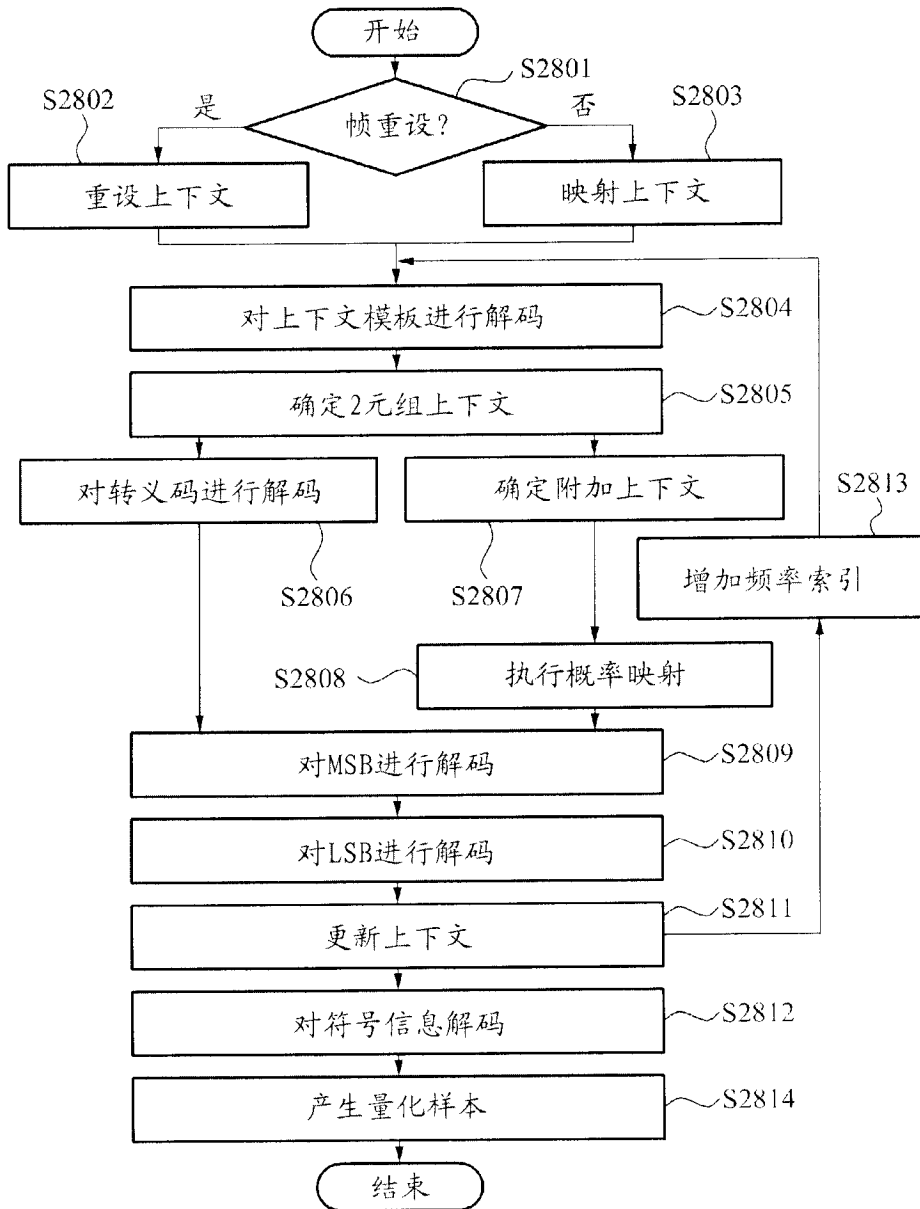 开始
S2801
帧重设?
是
否
S2802
S2803
重设上下文
映射上下文
对上下文模板进行解码
S2804
确定2元组上下文
S2805
对转义码进行解码
确定附加上下文
S2806
S2807
S2813
增加频率索引
S2808
执行概率映射
对MSB进行解码
S2809
对LSB进行解码
S2810
更新上下文
S2811
对符号信息解码
S2812
产生量化样本
S2814
结束